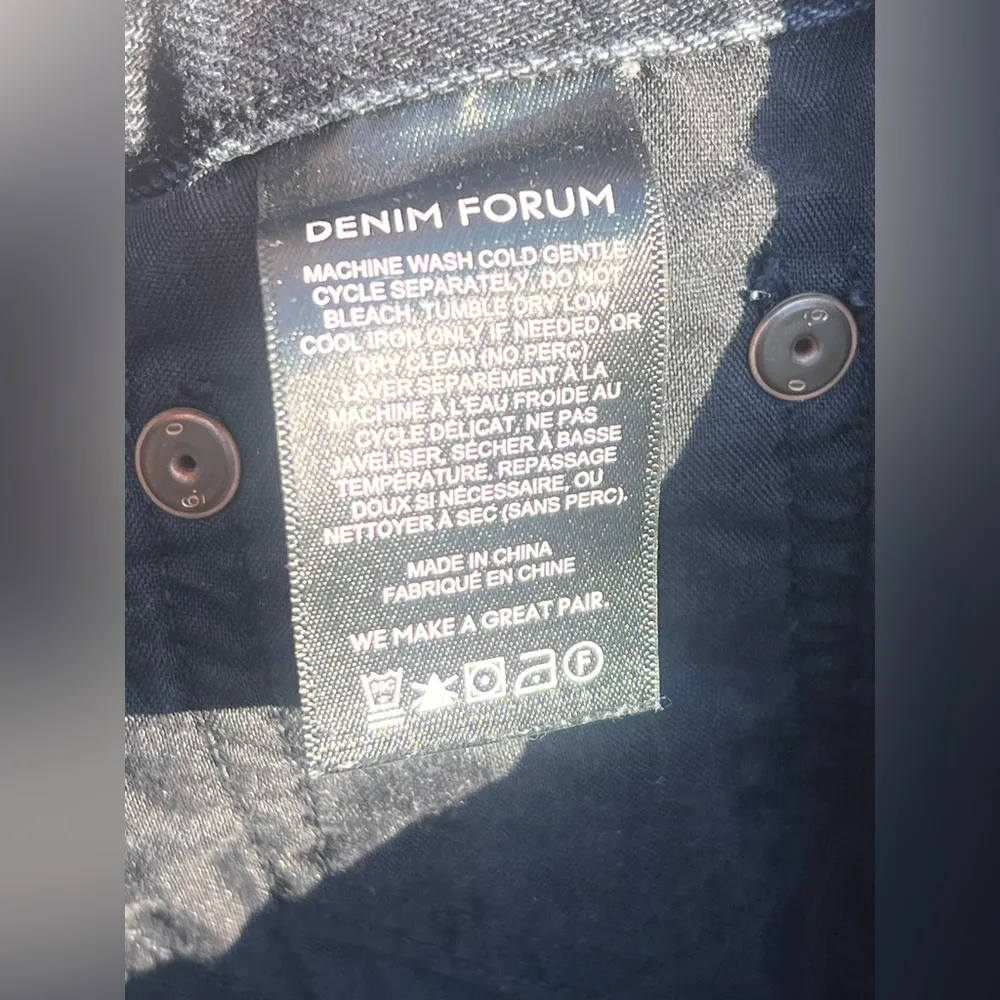 DENIM FORUM
MACHINE WASH COLD GENTLE
CYCLE SEPARATELY, DO NOT
BLEACH, TUMBLE DRY LOW
COOL IRON ONLY IF NEEDED, OR
DRY CLEAN (NO PERC).
LAVER SÉPARÉMENT À LA
MACHINE À L'EAU FROIDE AU
CYCLE DÉLICAT, NE PAS
JAVELISER, SÉCHER À BASSE
TEMPÉRATURE, REPASSAGE
DOUX SI NÉCESSAIRE, OU
NETTOYER À SEC (SANS PERC).
MADE IN CHINA
FABRIQUÉ EN CHINE
WE MAKE A GREAT PAIR.
F